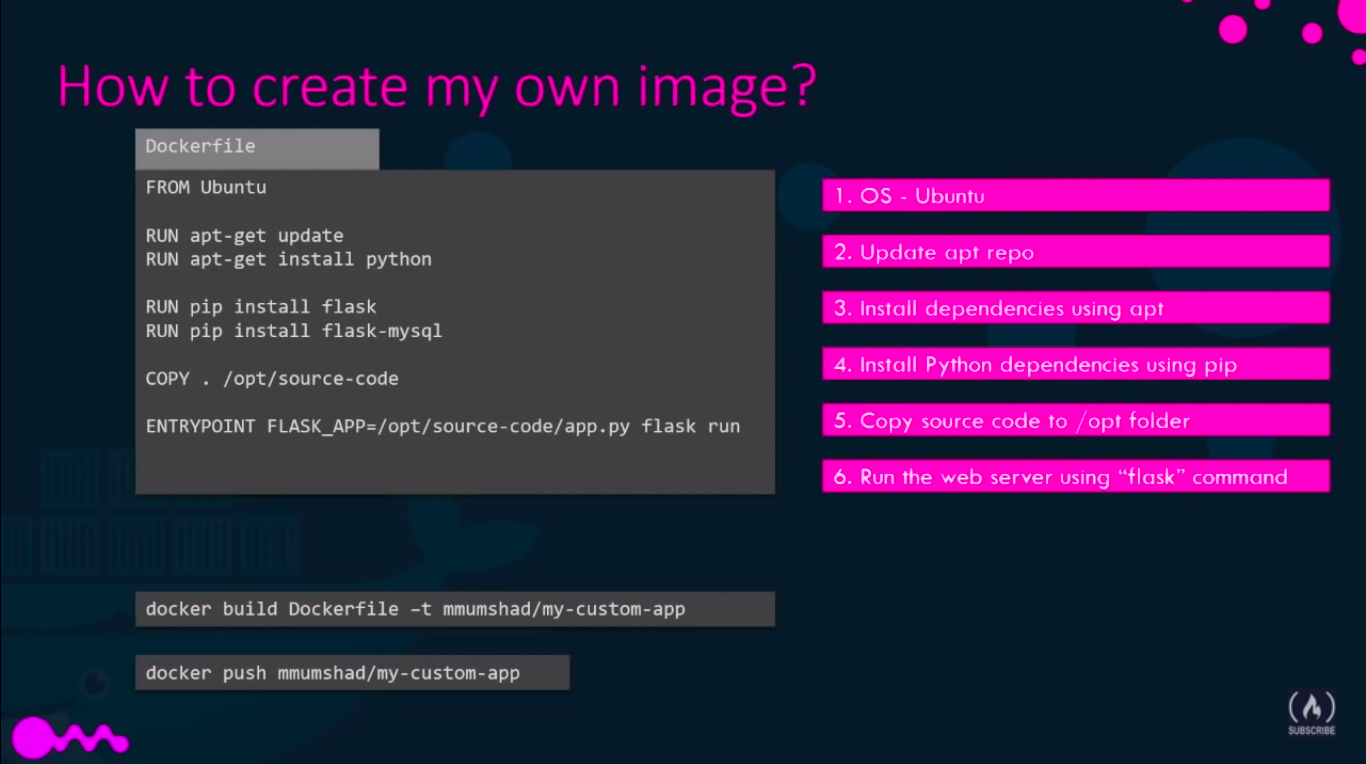 How to create my own image?
Dockerfile
FROM Ubuntu
RUN apt-get update
RUN apt-get install python
RUN pip install flask
RUN pip install flask-mysql
COPY . /opt/source-code
ENTRYPOINT FLASK_APP=/opt/source-code/app.py flask run
1. OS - Ubuntu
2. Update apt repo
3. Install dependencies using apt
4. Install Python dependencies using pip
5. Copy source code to /opt folder
6. Run the web server using “flask” command
docker build Dockerfile –t mmumshad/my-custom-app
docker push mmumshad/my-custom-app
SUBSCRIBE